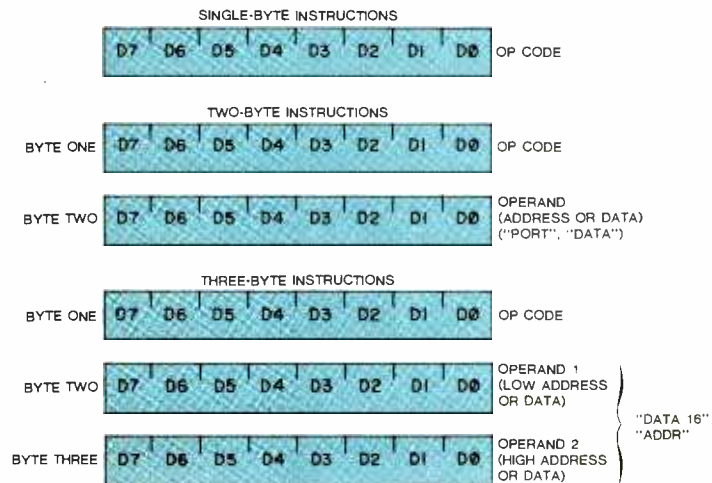 SINGLE-BYTE INSTRUCTIONS
D7 D6 D5 D4 D3 D2 D1 D0 OP CODE
TWO-BYTE INSTRUCTIONS
BYTE ONE D7 D6 D5 D4 D3 D2 D1 D0 OP CODE
BYTE TWO D7 D6 D5 D4 D3 D2 D1 D0 OPERAND
(ADDRESS OR DATA)
("PORT", "DATA")
THREE-BYTE INSTRUCTIONS
BYTE ONE D7 D6 D5 D4 D3 D2 D1 D0 OP CODE
BYTE TWO D7 D6 D5 D4 D3 D2 D1 D0 OPERAND 1
(LOW ADDRESS
OR DATA)
"DATA 16"
"ADDR"
BYTE THREE D7 D6 D5 D4 D3 D2 D1 D0 OPERAND 2
(HIGH ADDRESS
OR DATA)